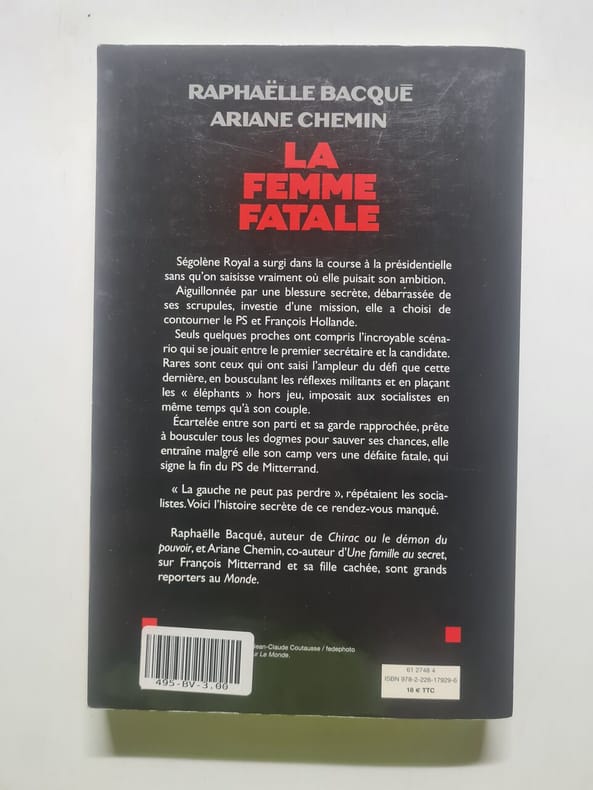 RAPHAËLLE BACQUÉ
ARIANE CHEMIN
LA
FEMME
FATALE
Ségolène Royal a surgi dans la course à la présidentielle
sans qu'on saisisse vraiment où elle puisait son ambition.
Aiguillonnée par une blessure secrète, débarrassée de
ses scrupules, investie d'une mission, elle a choisi de
contourner le PS et François Hollande.
Seuls quelques proches ont compris l'incroyable scéna-
rio qui se jouait entre le premier secrétaire et la candidate.
Rares sont ceux qui ont saisi l'ampleur du défi que cette
dernière, en bousculant les réflexes militants et en plaçant
les « éléphants » hors jeu, imposait aux socialistes en
même temps qu'à son couple.
Écartelée entre son parti et sa garde rapprochée, prête
à bousculer tous les dogmes pour sauver ses chances, elle
entraîne malgré elle son camp vers une défaite fatale, qui
signe la fin du PS de Mitterrand.
« La gauche ne peut pas perdre », répétaient les socia-
listes. Voici l'histoire secrète de ce rendez-vous manqué.
Raphaëlle Bacqué, auteur de Chirac ou le démon du
pouvoir, et Ariane Chemin, co-auteur d'Une famille au secret,
sur François Mitterrand et sa fille cachée, sont grands
reporters au Monde.
Jean-Claude Coutausse / fedephoto
ur Le Monde.
495-BV-3.00
61 2748 4
ISBN 978-2-226-17929-6
16 € TTC